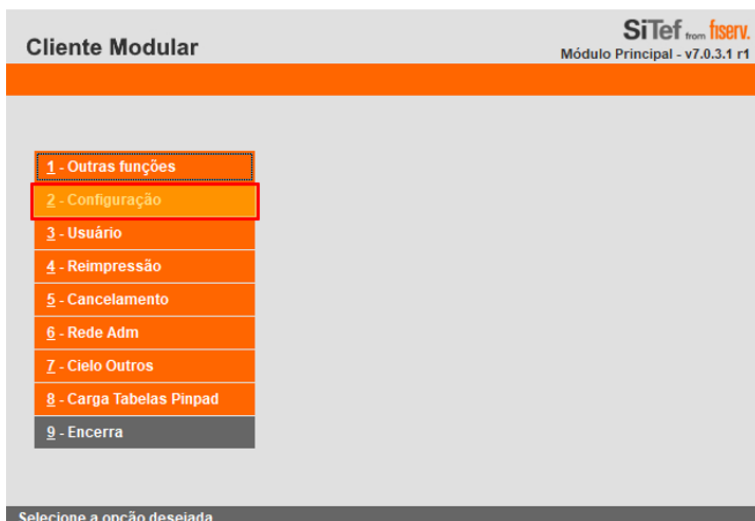 SiTef from fiserv.
Cliente Modular
Módulo Principal - v7.0.3.1 r1
1 - Outras funções
2 - Configuração
3 - Usuário
4 - Reimpressão
5 - Cancelamento
6 - Rede Adm
7 - Cielo Outros
8 - Carga Tabelas Pinpad
9 - Encerra
Selecione a opção desejada